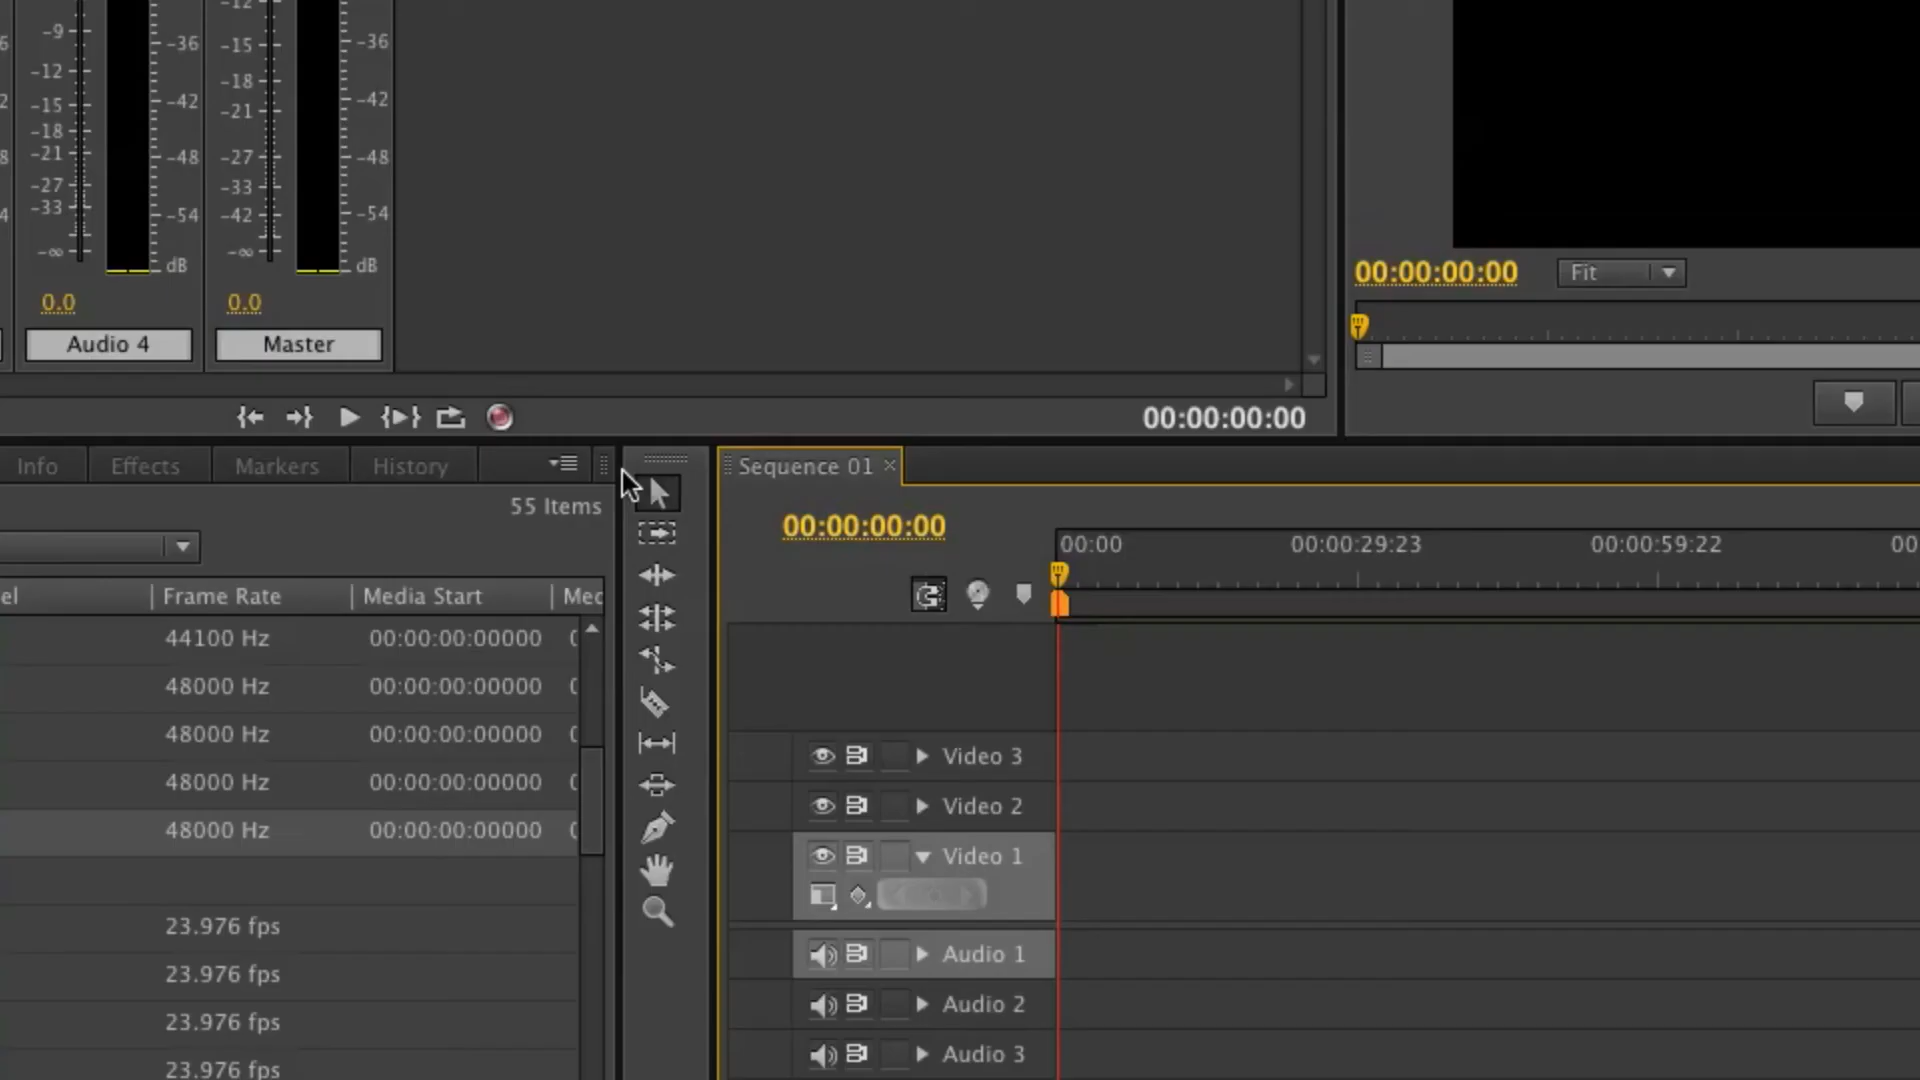 -12
-9 -36 -15 -36
-12 -18
-15 -42 -21 -42
-18
-21 -48 -27 -48
-27 -33
-33 -54 -42 -54
-∞ dB -∞ dB
0.0 0.0
Audio 4 Master
00:00:00:00 Fit
00:00:00:00
Info Effects Markers History
55 Items
el Frame Rate Media Start Med
44100 Hz 00:00:00:00000
48000 Hz 00:00:00:00000
48000 Hz 00:00:00:00000
48000 Hz 00:00:00:00000
48000 Hz 00:00:00:00000
23.976 fps
23.976 fps
23.976 fps
23.976 fps
Sequence 01 ×
00:00:00:00
00:00 00:00:29:23 00:00:59:22 00
Video 3
Video 2
Video 1
Audio 1
Audio 2
Audio 3